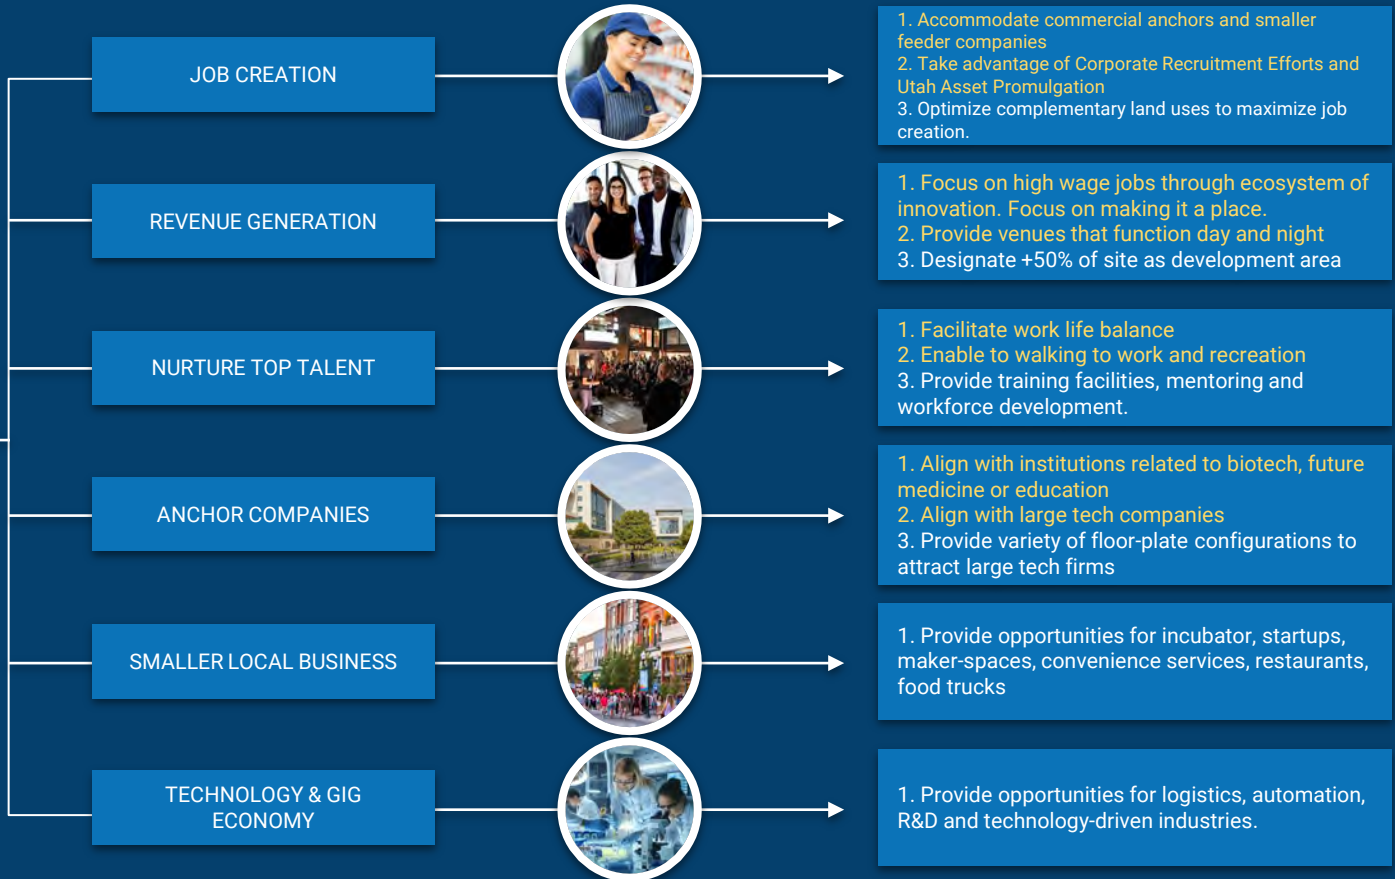 JOB CREATION
1. Accommodate commercial anchors and smaller
feeder companies
2. Take advantage of Corporate Recruitment Efforts and
Utah Asset Promulgation
3. Optimize complementary land uses to maximize job
creation.
REVENUE GENERATION
1. Focus on high wage jobs through ecosystem of
innovation. Focus on making it a place.
2. Provide venues that function day and night
3. Designate +50% of site as development area
NURTURE TOP TALENT
1. Facilitate work life balance
2. Enable to walking to work and recreation
3. Provide training facilities, mentoring and
workforce development.
ANCHOR COMPANIES
1. Align with institutions related to biotech, future
medicine or education
2. Align with large tech companies
3. Provide variety of floor-plate configurations to
attract large tech firms
SMALLER LOCAL BUSINESS
1. Provide opportunities for incubator, startups,
maker-spaces, convenience services, restaurants,
food trucks
TECHNOLOGY & GIG
ECONOMY
1. Provide opportunities for logistics, automation,
R&D and technology-driven industries.